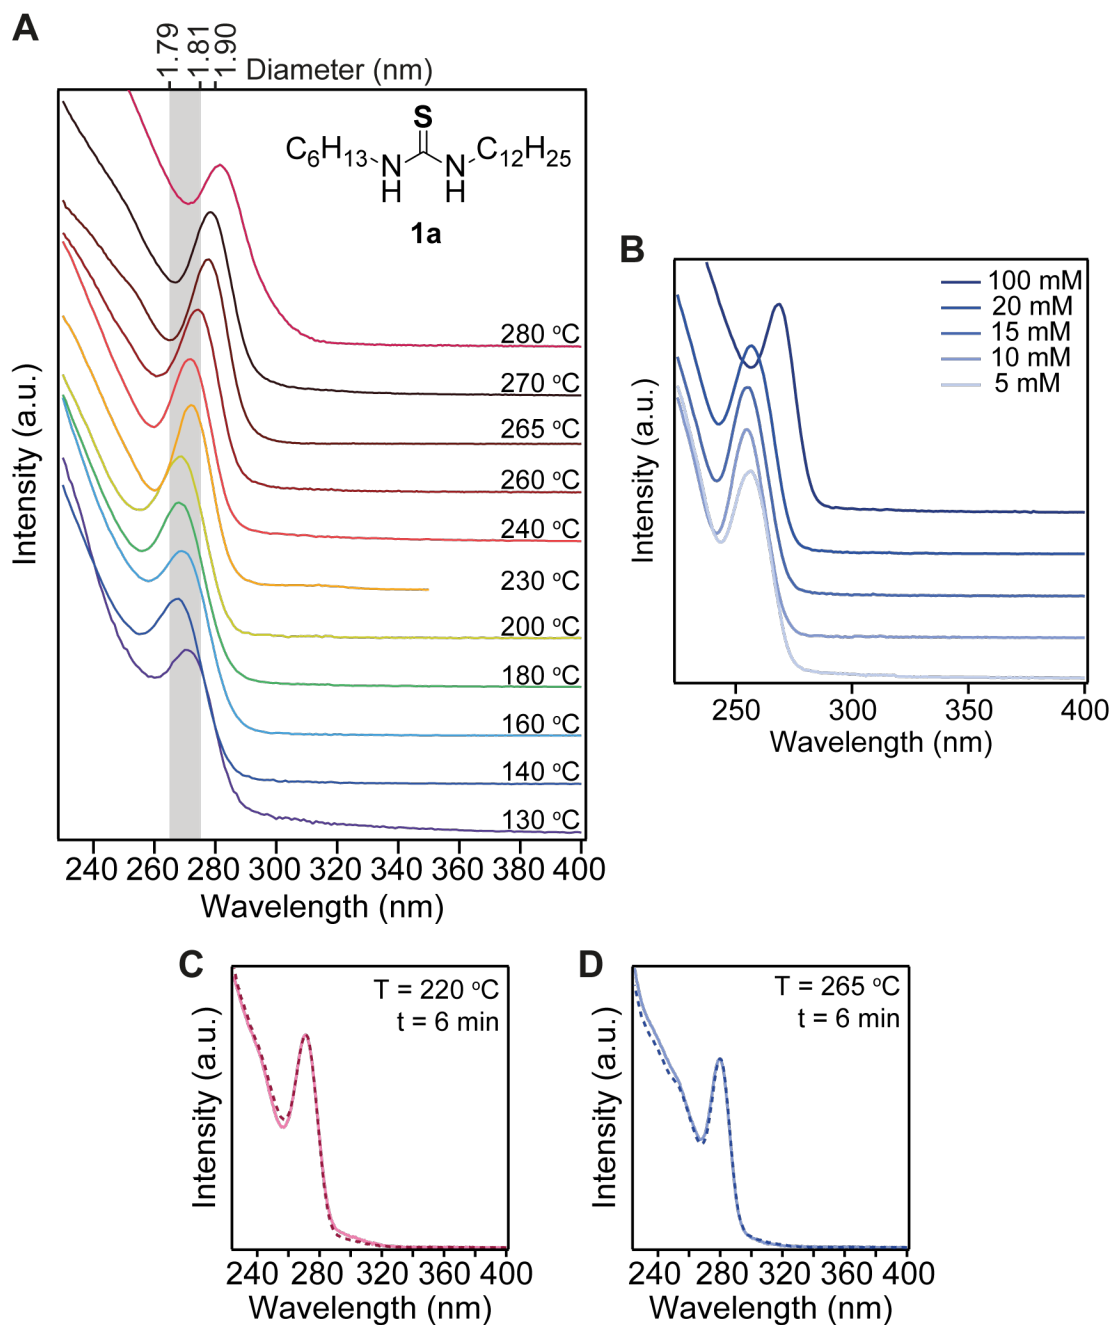 A
1.79
1.81
1.90
Diameter (nm)
S
C6H13 N N C12H25
H H
1a
280 °C
270 °C
265 °C
260 °C
240 °C
230 °C
200 °C
180 °C
160 °C
140 °C
130 °C
Intensity (a.u.)
240 260 280 300 320 340 360 380 400
Wavelength (nm)
B
100 mM
20 mM
15 mM
10 mM
5 mM
Intensity (a.u.)
250 300 350 400
Wavelength (nm)
C
T = 220 °C
t = 6 min
Intensity (a.u.)
240 280 320 360 400
Wavelength (nm)
D
T = 265 °C
t = 6 min
Intensity (a.u.)
240 280 320 360 400
Wavelength (nm)